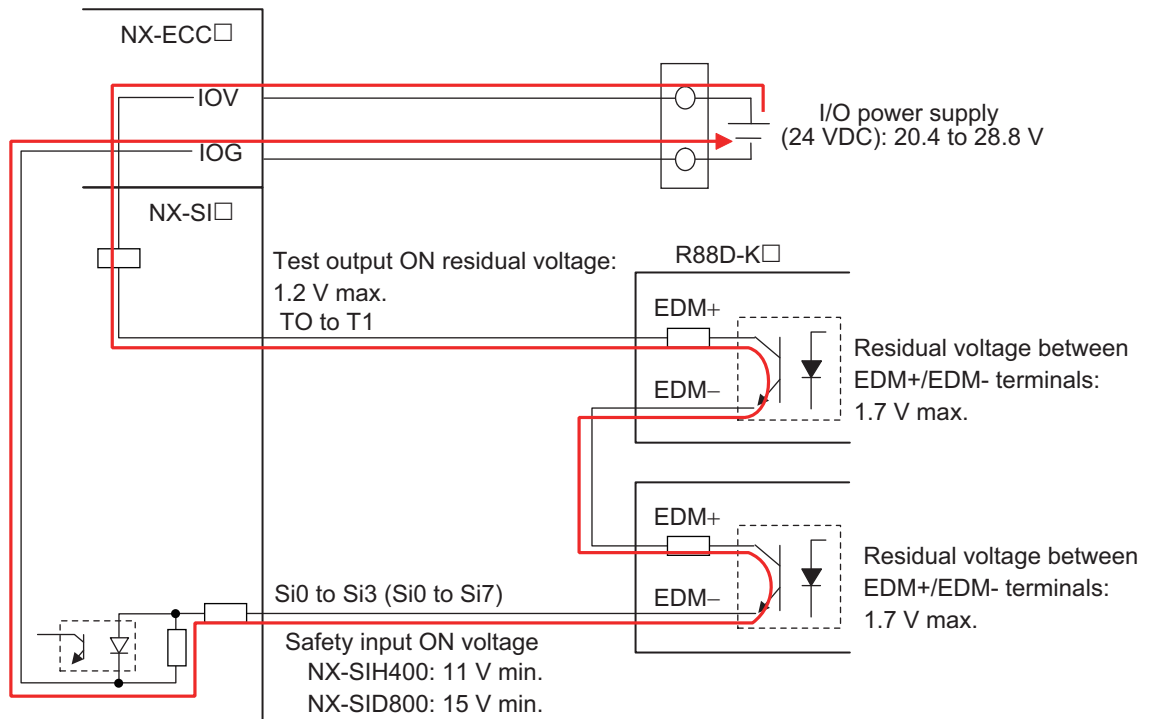 NX-ECC□
IOV
IOG
I/O power supply
(24 VDC): 20.4 to 28.8 V
NX-SI□
Test output ON residual voltage:
1.2 V max.
TO to T1
R88D-K□
EDM+
EDM−
Residual voltage between
EDM+/EDM- terminals:
1.7 V max.
EDM+
EDM−
Residual voltage between
EDM+/EDM- terminals:
1.7 V max.
Si0 to Si3 (Si0 to Si7)
Safety input ON voltage
NX-SIH400: 11 V min.
NX-SID800: 15 V min.